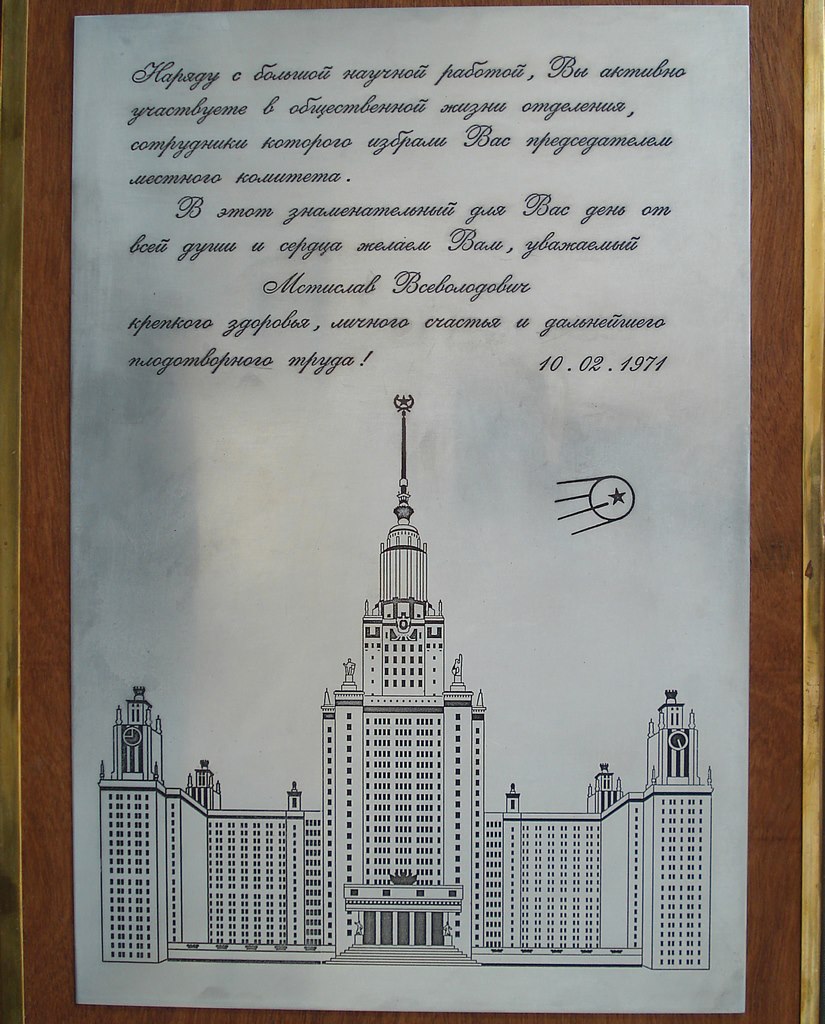 Наряду с большой научной работой, Вы активно
участвуете в общественной жизни отделения,
сотрудники которого избрали Вас председателем
местного комитета.
В этот знаменательный для Вас день от
всей души и сердца желаем Вам, уважаемый
Мстислав Всеволодович
крепкого здоровья, личного счастья и дальнейшего
плодотворного труда!
10.02.1971